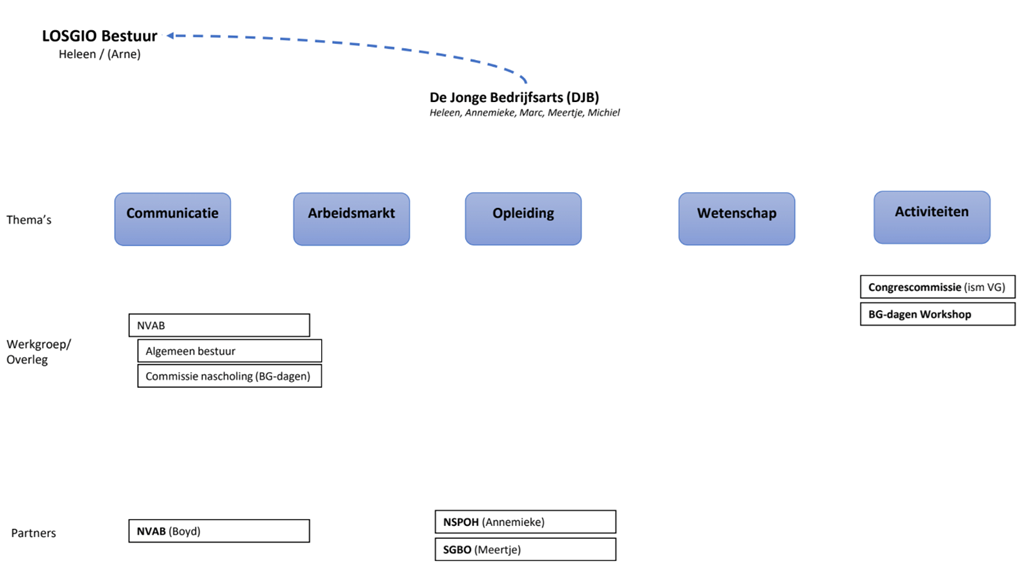 LOSGIO Bestuur
Heleen / (Arne)
De Jonge Bedrijfsarts (DJB)
Heleen, Annemieke, Marc, Meertje, Michiel
Thema's
Communicatie
Arbeidsmarkt
Opleiding
Wetenschap
Activiteiten
Congrescommissie (ism VG)
BG-dagen Workshop
Werkgroep/
Overleg
NVAB
Algemeen bestuur
Commissie nascholing (BG-dagen)
Partners
NVAB (Boyd)
NSPOH (Annemieke)
SGBO (Meertje)